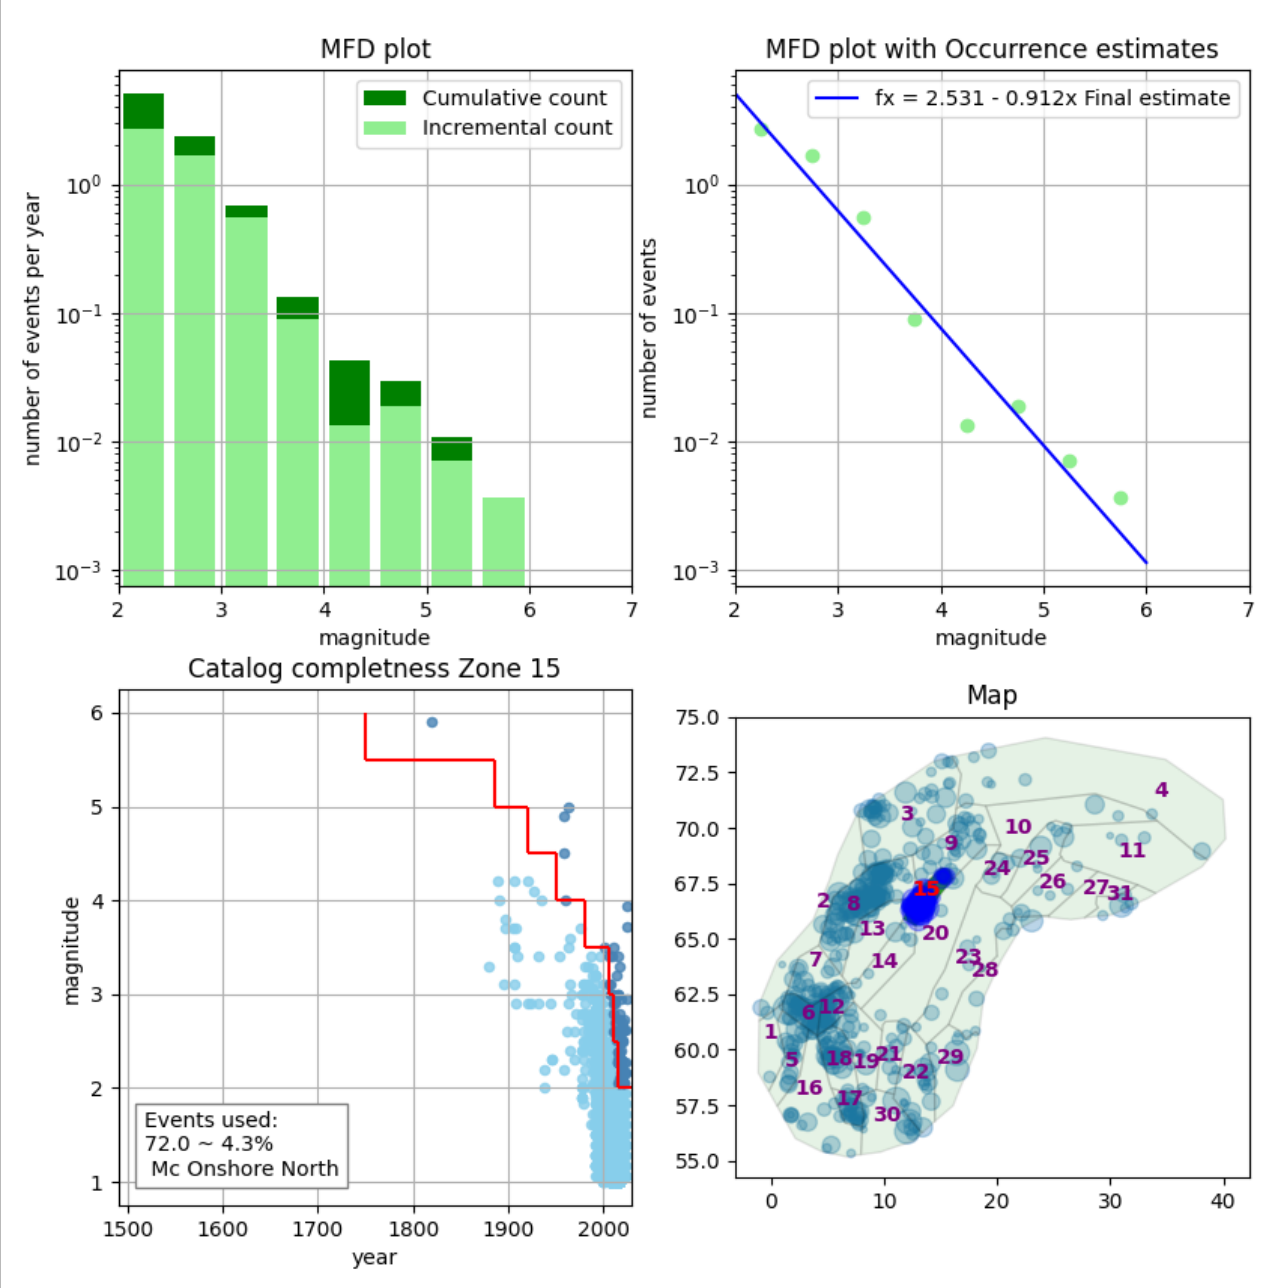 MFD plot
Cumulative count
Incremental count
number of events per year
10^0
10^-1
10^-2
10^-3
2 3 4 5 6 7
magnitude
MFD plot with Occurrence estimates
fx = 2.531 - 0.912x Final estimate
number of events
10^0
10^-1
10^-2
10^-3
2 3 4 5 6 7
magnitude
Catalog completness Zone 15
magnitude
6
5
4
3
2
1
Events used:
72.0 ~ 4.3%
Mc Onshore North
1500 1600 1700 1800 1900 2000
year
Map
75.0
72.5
70.0
67.5
65.0
62.5
60.0
57.5
55.0
4
3
10
9
11
25
24
26
15
27
31
2
8
13
20
7
14
23
28
6
12
1
5
18
19
21
29
22
16
17
30
0 10 20 30 40